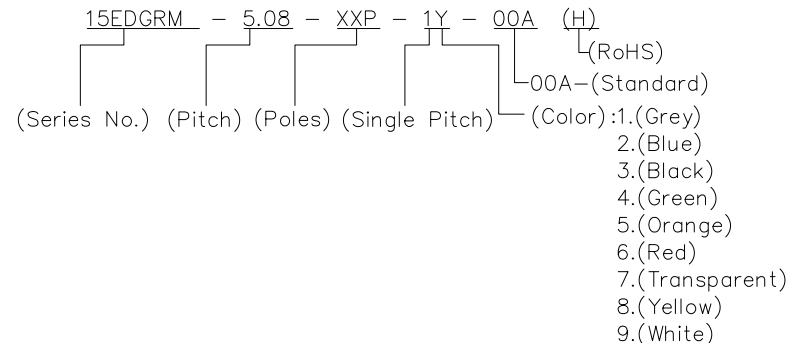 15EDGRM - 5.08 - XXP - 1Y - 00A (H)
(RoHS)
00A-(Standard)
(Series No.) (Pitch) (Poles) (Single Pitch) (Color):1.(Grey)
2.(Blue)
3.(Black)
4.(Green)
5.(Orange)
6.(Red)
7.(Transparent)
8.(Yellow)
9.(White)